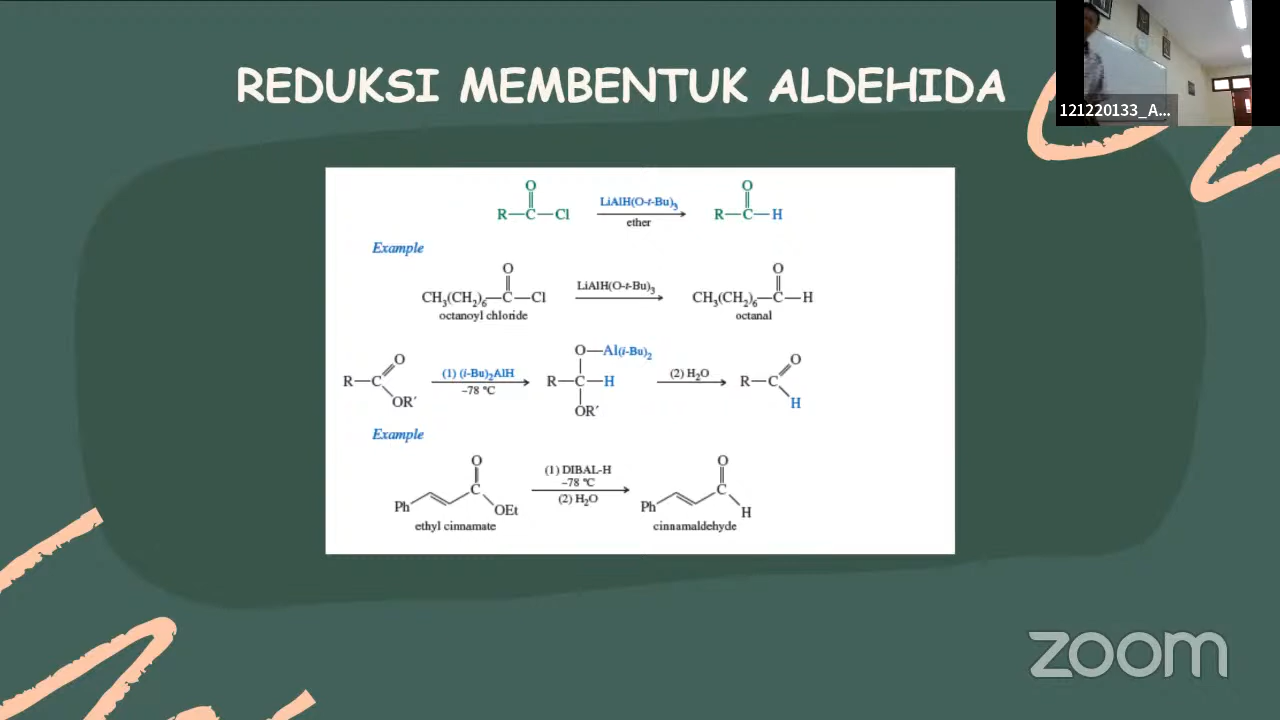 REDUKSI MEMBENTUK ALDEHIDA
121220133_A...
O
R—C—Cl
LiAlH(O-t-Bu)₃
ether
O
R—C—H
Example
O
CH₃(CH₂)₆—C—Cl
octanoyl chloride
LiAlH(O-t-Bu)₃
O
CH₃(CH₂)₆—C—H
octanal
O
R—C
OR′
(1) (i-Bu)₂AlH
−78 °C
O—Al(i-Bu)₂
R—C—H
OR′
(2) H₂O
O
R—C
H
Example
O
C
Ph
OEt
ethyl cinnamate
(1) DIBAL-H
−78 °C
(2) H₂O
O
C
Ph
H
cinnamaldehyde
zoom